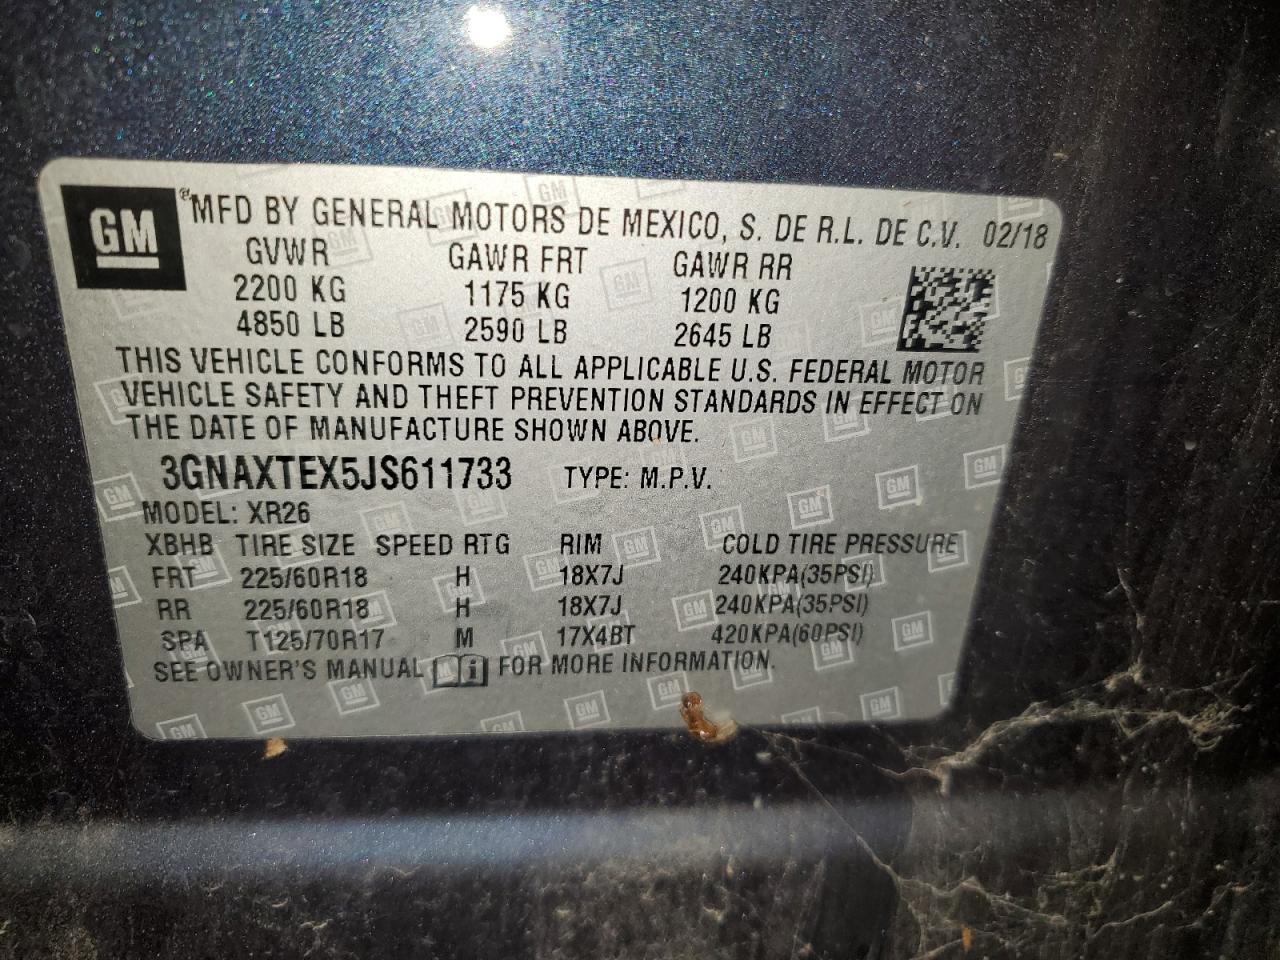 GM
MFD BY GENERAL MOTORS DE MEXICO, S. DE R.L. DE C.V. 02/18
GVWR GAWR FRT GAWR RR
2200 KG 1175 KG 1200 KG
4850 LB 2590 LB 2645 LB
THIS VEHICLE CONFORMS TO ALL APPLICABLE U.S. FEDERAL MOTOR
VEHICLE SAFETY AND THEFT PREVENTION STANDARDS IN EFFECT ON
THE DATE OF MANUFACTURE SHOWN ABOVE.
3GNAXTEX5JS611733 TYPE: M.P.V.
MODEL: XR26
XBHB TIRE SIZE SPEED RTG RIM COLD TIRE PRESSURE
FRT 225/60R18 H 18X7J 240KPA(35PSI)
RR 225/60R18 H 18X7J 240KPA(35PSI)
SPA T125/70R17 M 17X4BT 420KPA(60PSI)
SEE OWNER'S MANUAL i FOR MORE INFORMATION.